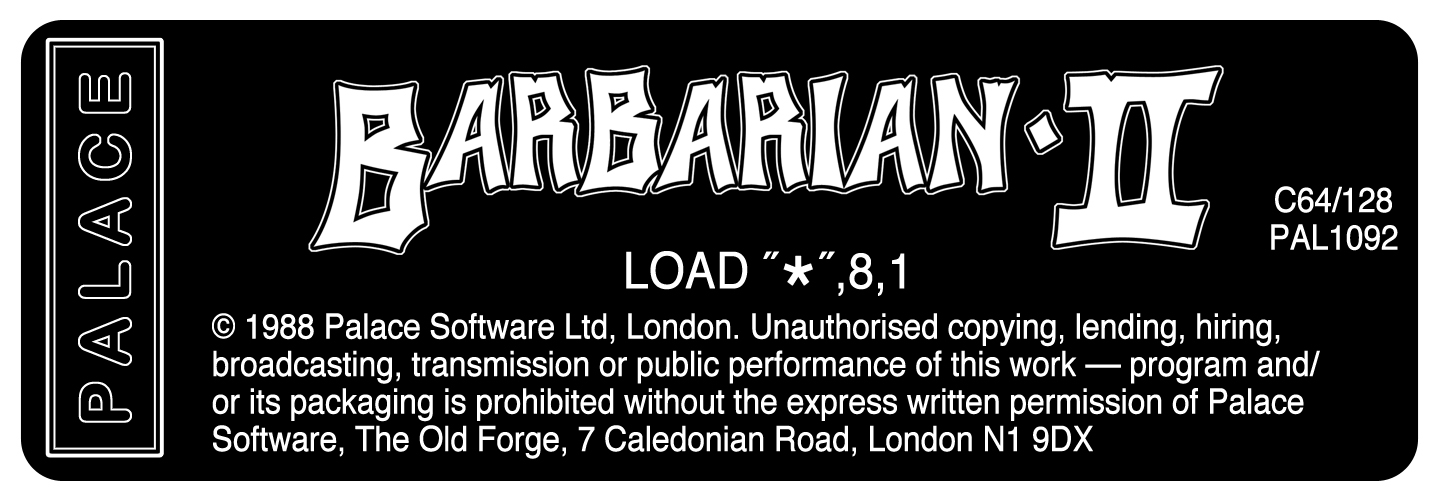 PALACE
BARBARIAN · II
C64/128
PAL1092
LOAD ˝*˝,8,1
© 1988 Palace Software Ltd, London. Unauthorised copying, lending, hiring,
broadcasting, transmission or public performance of this work — program and/
or its packaging is prohibited without the express written permission of Palace
Software, The Old Forge, 7 Caledonian Road, London N1 9DX